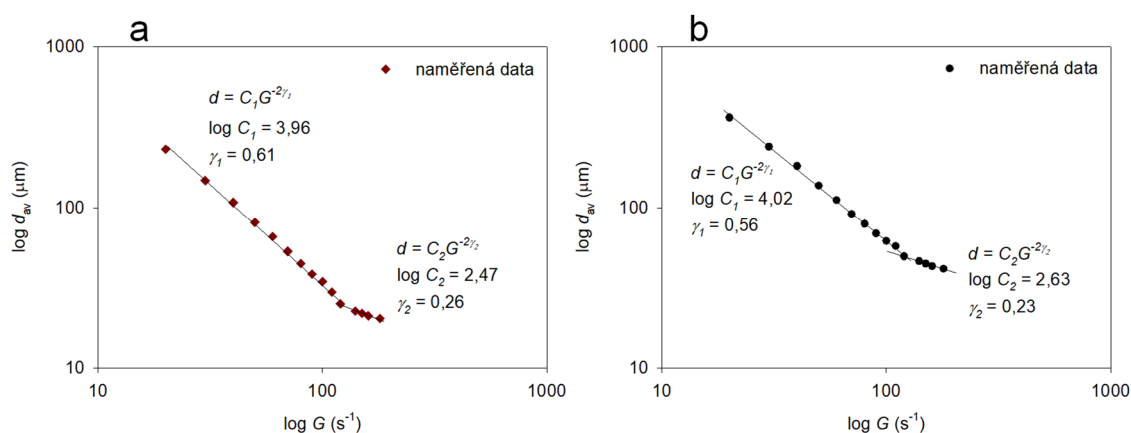 a
1000
100
10
10
100
1000
log d_av (μm)
log G (s⁻¹)
naměřená data
d = C₁G^(-2γ₁)
log C₁ = 3,96
γ₁ = 0,61
d = C₂G^(-2γ₂)
log C₂ = 2,47
γ₂ = 0,26
b
1000
100
10
10
100
1000
log d_av (μm)
log G (s⁻¹)
naměřená data
d = C₁G^(-2γ₁)
log C₁ = 4,02
γ₁ = 0,56
d = C₂G^(-2γ₂)
log C₂ = 2,63
γ₂ = 0,23